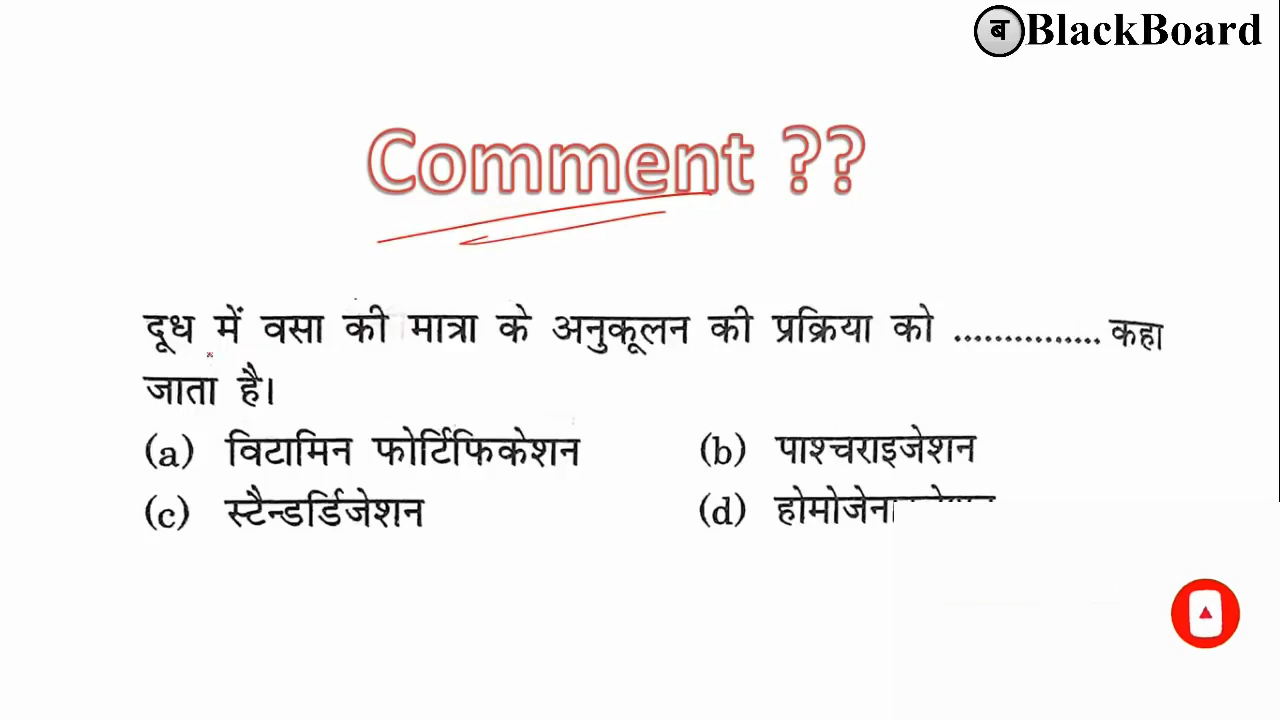 ब BlackBoard
Comment ??
दूध में वसा की मात्रा के अनुकूलन की प्रक्रिया को ............... कहा
जाता है।
(a) विटामिन फोर्टिफिकेशन (b) पाश्चराइजेशन
(c) स्टैन्डर्डिजेशन (d)